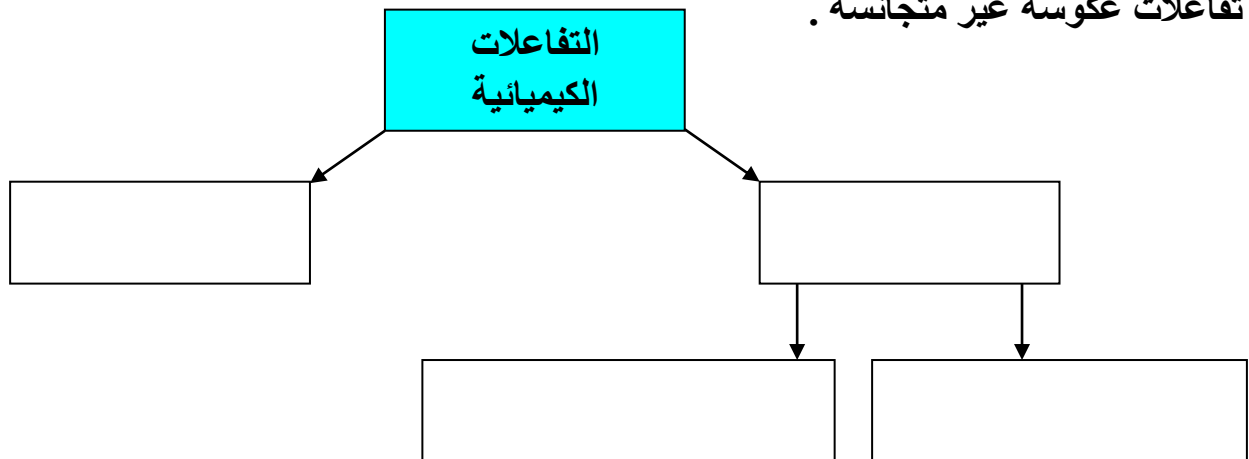 تفاعلات عكوسة غير متجانسة .
التفاعلات
الكيميائية